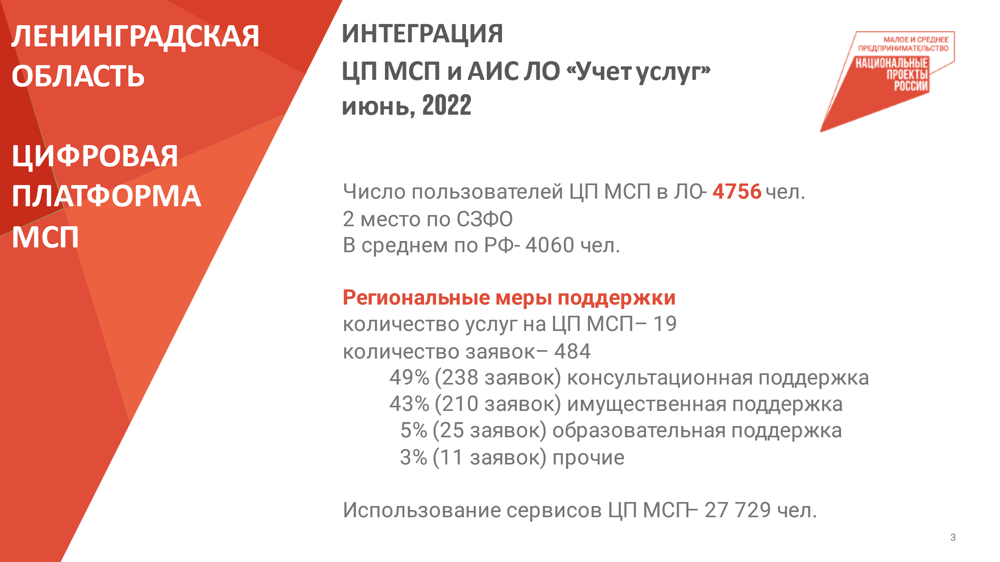 ЛЕНИНГРАДСКАЯ
ОБЛАСТЬ
ЦИФРОВАЯ
ПЛАТФОРМА
МСП
ИНТЕГРАЦИЯ
ЦП МСП и АИС ЛО «Учет услуг»
июнь, 2022
МАЛОЕ И СРЕДНЕЕ
ПРЕДПРИНИМАТЕЛЬСТВО
НАЦИОНАЛЬНЫЕ
ПРОЕКТЫ
РОССИИ
Число пользователей ЦП МСП в ЛО- 4756 чел.
2 место по СЗФО
В среднем по РФ- 4060 чел.
Региональные меры поддержки
количество услуг на ЦП МСП– 19
количество заявок– 484
49% (238 заявок) консультационная поддержка
43% (210 заявок) имущественная поддержка
5% (25 заявок) образовательная поддержка
3% (11 заявок) прочие
Использование сервисов ЦП МСП– 27 729 чел.
3